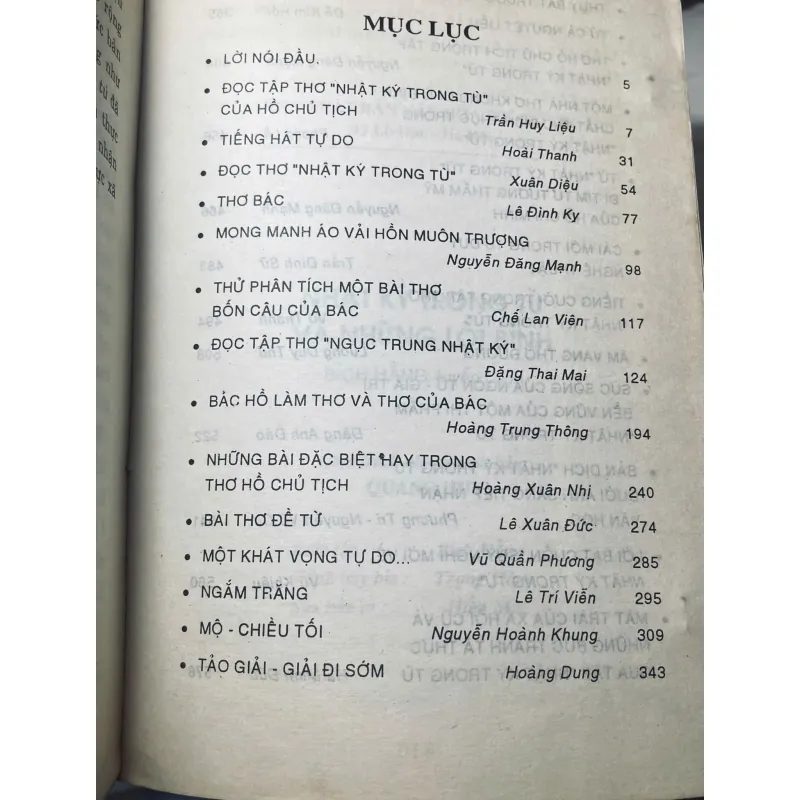 MỤC LỤC
• LỜI NÓI ĐẦU. 5
• ĐỌC TẬP THƠ "NHẬT KÝ TRONG TÙ"
CỦA HỒ CHỦ TỊCH Trần Huy Liệu 7
• TIẾNG HÁT TỰ DO Hoài Thanh 31
• ĐỌC THƠ "NHẬT KÝ TRONG TÙ" Xuân Diệu 54
• THƠ BÁC Lê Đình Kỵ 77
• MONG MANH ÁO VẢI HỒN MUÔN TRƯỢNG
Nguyễn Đăng Mạnh 98
• THỬ PHÂN TÍCH MỘT BÀI THƠ
BỐN CÂU CỦA BÁC Chế Lan Viên 117
• ĐỌC TẬP THƠ "NGỤC TRUNG NHẬT KÝ"
Đặng Thai Mai 124
• BÁC HỒ LÀM THƠ VÀ THƠ CỦA BÁC
Hoàng Trung Thông 194
• NHỮNG BÀI ĐẶC BIỆT HAY TRONG
THƠ HỒ CHỦ TỊCH Hoàng Xuân Nhị 240
• BÀI THƠ ĐỀ TỪ Lê Xuân Đức 274
• MỘT KHÁT VỌNG TỰ DO... Vũ Quần Phương 285
• NGẮM TRĂNG Lê Trí Viễn 295
• MỘ - CHIỀU TỐI Nguyễn Hoành Khung 309
• TẢO GIẢI - GIẢI ĐI SỚM Hoàng Dung 343